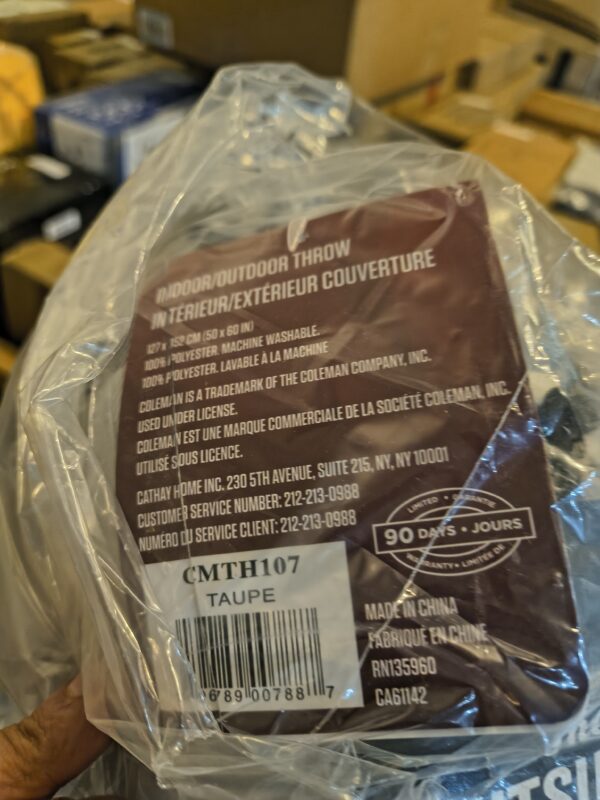 INDOOR/OUTDOOR THROW
INTÉRIEUR/EXTÉRIEUR COUVERTURE
127 x 152 CM (50 x 60 IN)
100% POLYESTER. MACHINE WASHABLE.
100% POLYESTER. LAVABLE À LA MACHINE
COLEMAN IS A TRADEMARK OF THE COLEMAN COMPANY, INC.
USED UNDER LICENSE.
COLEMAN EST UNE MARQUE COMMERCIALE DE LA SOCIÉTÉ COLEMAN, INC.
UTILISÉ SOUS LICENCE.
CATHAY HOME INC. 230 5TH AVENUE, SUITE 215, NY, NY 10001
CUSTOMER SERVICE NUMBER: 212-213-0988
NUMÉRO DU SERVICE CLIENT: 212-213-0988
LIMITED • GARANTIE
90 DAYS • JOURS
WARRANTY • LIMITÉE DE
CMTH107
TAUPE
6789 00788 7
MADE IN CHINA
FABRIQUÉ EN CHINE
RN135960
CA61142